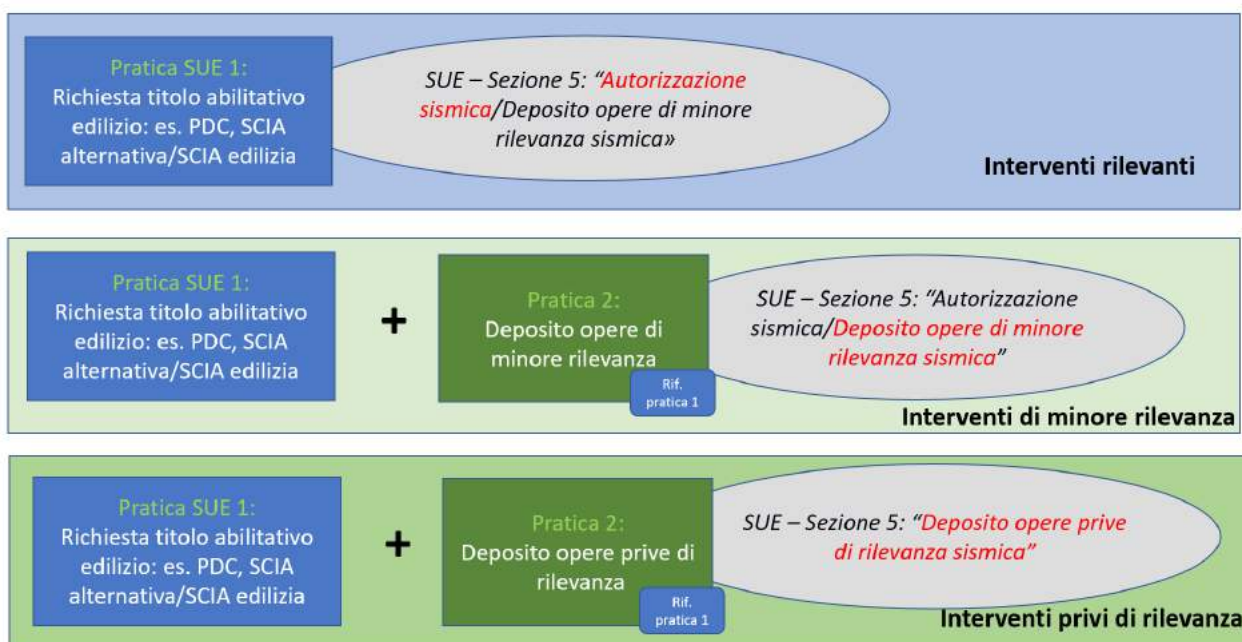 Pratica SUE 1:
Richiesta titolo abilitativo
edilizio: es. PDC, SCIA
alternativa/SCIA edilizia
SUE – Sezione 5: “Autorizzazione
sismica/Deposito opere di minore
rilevanza sismica»
Interventi rilevanti
Pratica SUE 1:
Richiesta titolo abilitativo
edilizio: es. PDC, SCIA
alternativa/SCIA edilizia
+
Pratica 2:
Deposito opere di
minore rilevanza
Rif.
pratica 1
SUE – Sezione 5: “Autorizzazione
sismica/Deposito opere di minore
rilevanza sismica”
Interventi di minore rilevanza
Pratica SUE 1:
Richiesta titolo abilitativo
edilizio: es. PDC, SCIA
alternativa/SCIA edilizia
+
Pratica 2:
Deposito opere prive di
rilevanza
Rif.
pratica 1
SUE – Sezione 5: “Deposito opere prive
di rilevanza sismica”
Interventi privi di rilevanza